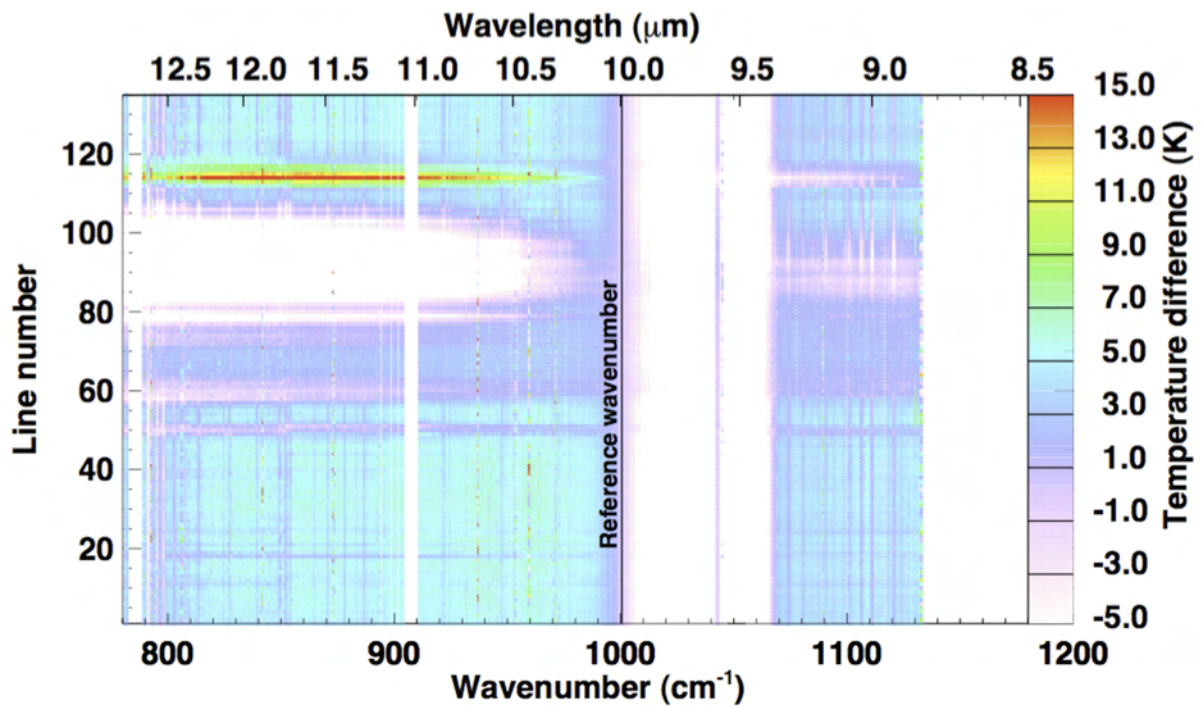 Wavelength (μm)
12.5 12.0 11.5 11.0 10.5 10.0 9.5 9.0 8.5
15.0
13.0
11.0
9.0
7.0
5.0
3.0
1.0
-1.0
-3.0
-5.0
Temperature difference (K)
Line number
120
100
80
60
40
20
Reference wavenumber
800 900 1000 1100 1200
Wavenumber (cm⁻¹)